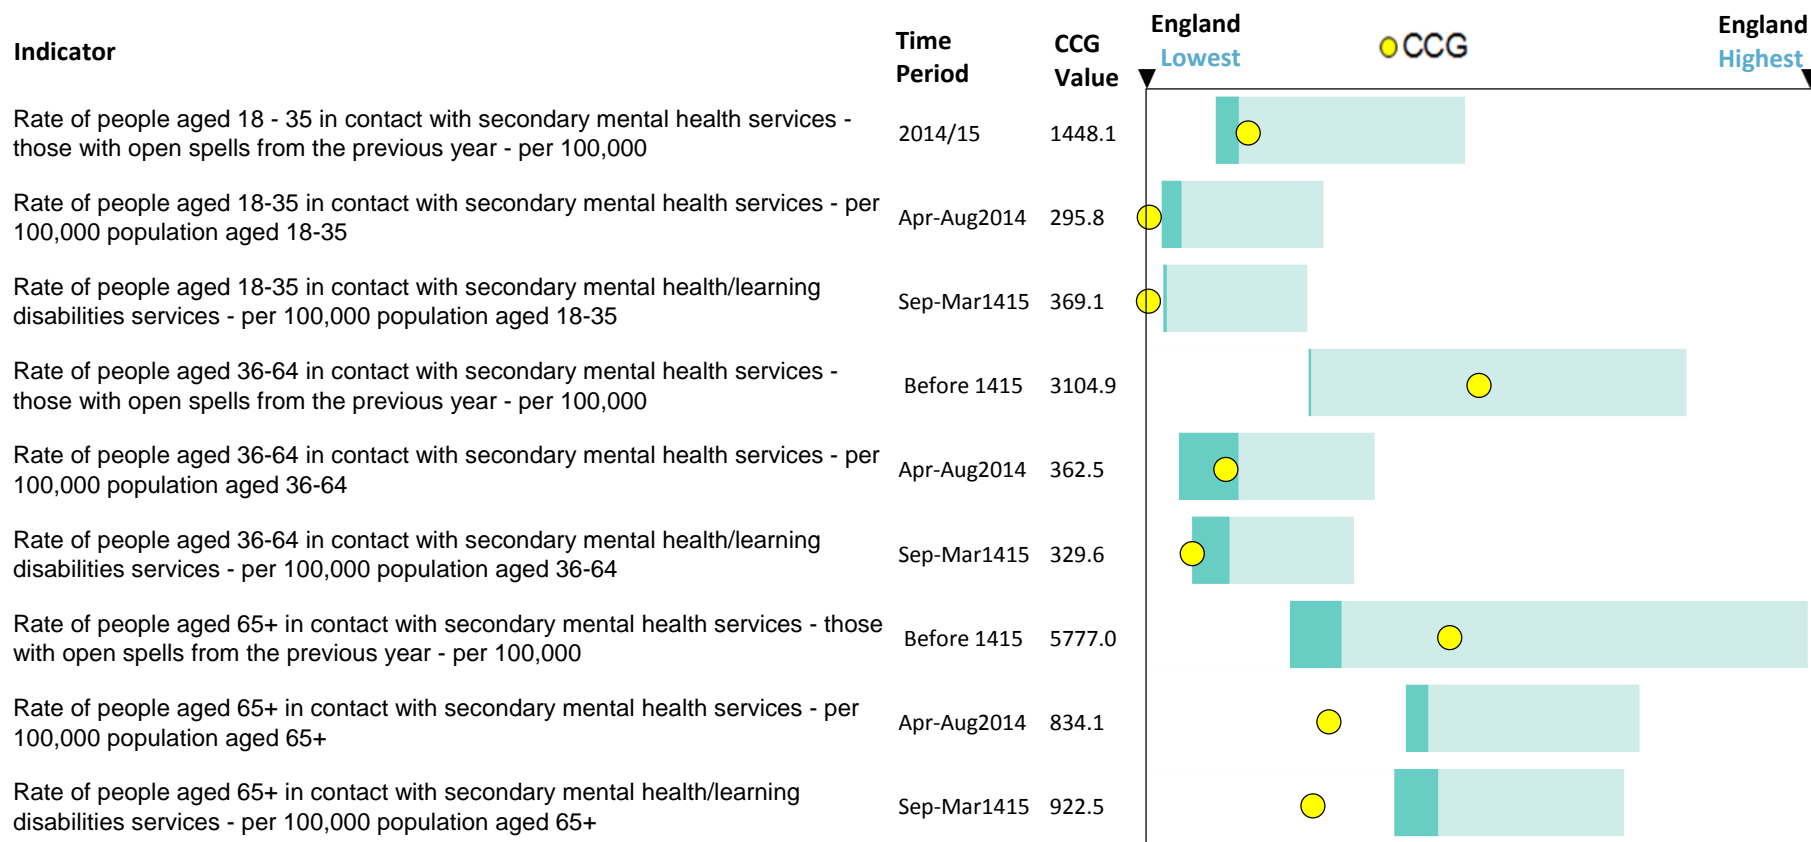 Indicator
Time Period
CCG Value
England Lowest
CCG
England Highest
Rate of people aged 18 - 35 in contact with secondary mental health services -
those with open spells from the previous year - per 100,000
2014/15
1448.1
Rate of people aged 18-35 in contact with secondary mental health services - per
100,000 population aged 18-35
Apr-Aug2014
295.8
Rate of people aged 18-35 in contact with secondary mental health/learning
disabilities services - per 100,000 population aged 18-35
Sep-Mar1415
369.1
Rate of people aged 36-64 in contact with secondary mental health services -
those with open spells from the previous year - per 100,000
Before 1415
3104.9
Rate of people aged 36-64 in contact with secondary mental health services - per
100,000 population aged 36-64
Apr-Aug2014
362.5
Rate of people aged 36-64 in contact with secondary mental health/learning
disabilities services - per 100,000 population aged 36-64
Sep-Mar1415
329.6
Rate of people aged 65+ in contact with secondary mental health services - those
with open spells from the previous year - per 100,000
Before 1415
5777.0
Rate of people aged 65+ in contact with secondary mental health services - per
100,000 population aged 65+
Apr-Aug2014
834.1
Rate of people aged 65+ in contact with secondary mental health/learning
disabilities services - per 100,000 population aged 65+
Sep-Mar1415
922.5